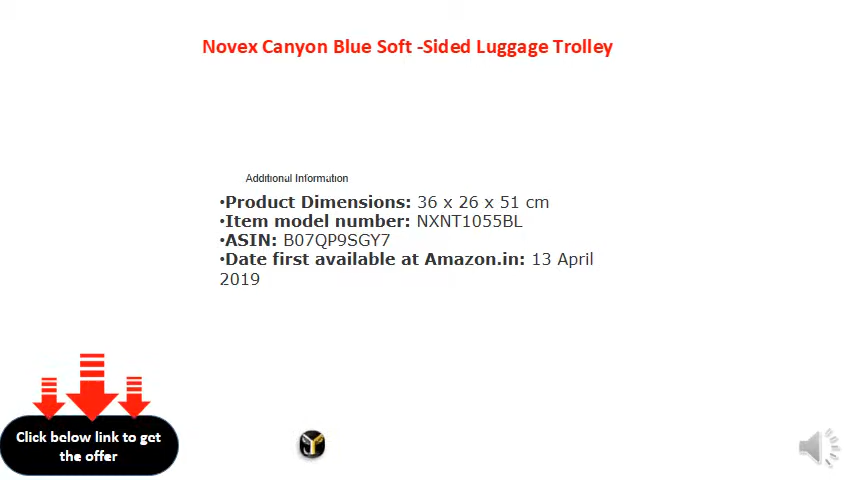 Novex Canyon Blue Soft -Sided Luggage Trolley
Additional Information
•Product Dimensions: 36 x 26 x 51 cm
•Item model number: NXNT1055BL
•ASIN: B07QP9SGY7
•Date first available at Amazon.in: 13 April
2019
Click below link to get
the offer